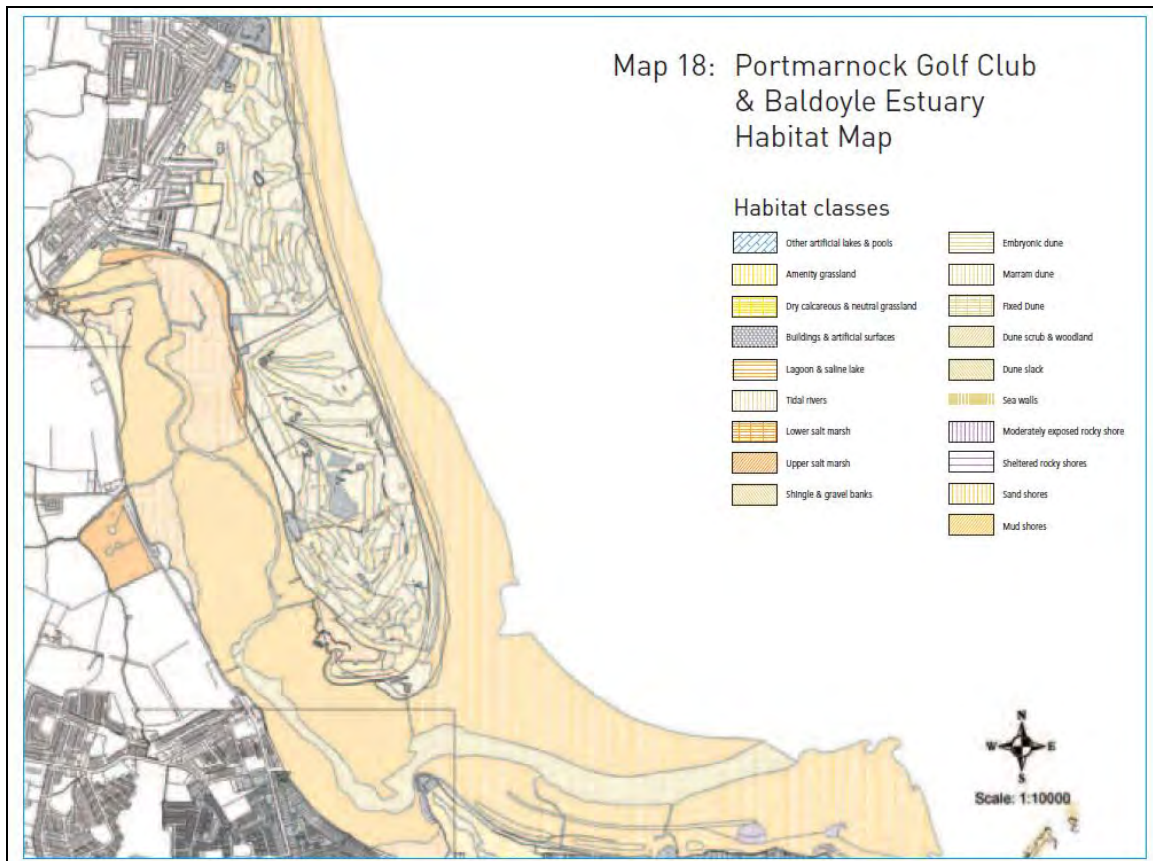 Map 18: Portmarnock Golf Club
& Baldoyle Estuary
Habitat Map
Habitat classes
Other artificial lakes & pools
Amenity grassland
Dry calcareous & neutral grassland
Buildings & artificial surfaces
Lagoon & saline lake
Tidal rivers
Lower salt marsh
Upper salt marsh
Shingle & gravel banks
Embryonic dune
Marram dune
Fixed Dune
Dune scrub & woodland
Dune slack
Sea walls
Moderately exposed rocky shore
Sheltered rocky shores
Sand shores
Mud shores
N
W E
S
Scale: 1:10000